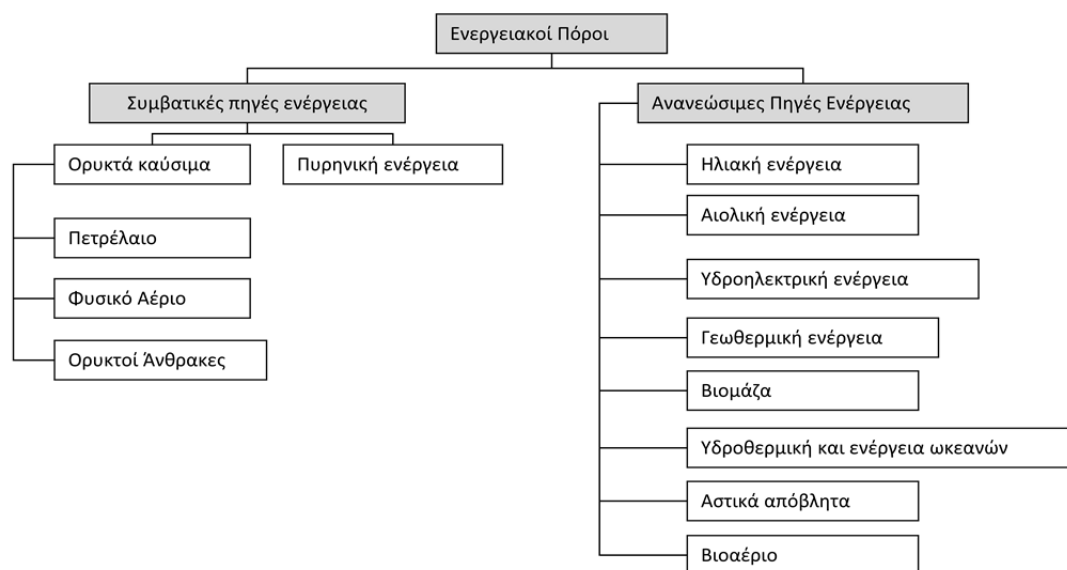 Ενεργειακοί Πόροι
Συμβατικές πηγές ενέργειας
Ορυκτά καύσιμα
Πυρηνική ενέργεια
Πετρέλαιο
Φυσικό Αέριο
Ορυκτοί Άνθρακες
Ανανεώσιμες Πηγές Ενέργειας
Ηλιακή ενέργεια
Αιολική ενέργεια
Υδροηλεκτρική ενέργεια
Γεωθερμική ενέργεια
Βιομάζα
Υδροθερμική και ενέργεια ωκεανών
Αστικά απόβλητα
Βιοαέριο